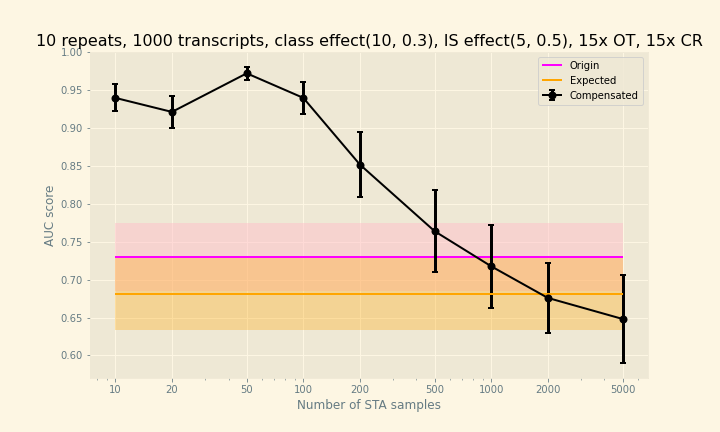 10 repeats, 1000 transcripts, class effect(10, 0.3), IS effect(5, 0.5), 15x OT, 15x CR
1.00
0.95
0.90
0.85
0.80
0.75
0.70
0.65
0.60
AUC score
Origin
Expected
Compensated
10 20 50 100 200 500 1000 2000 5000
Number of STA samples